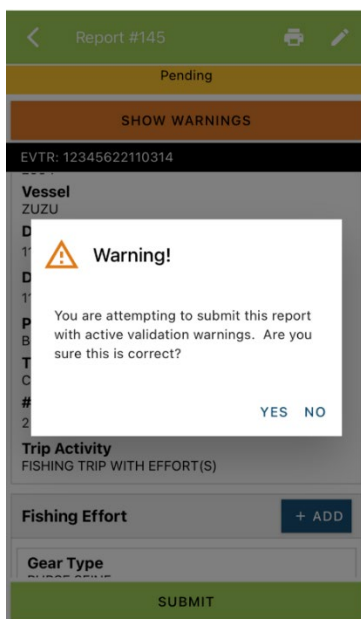 Report #145
Pending
SHOW WARNINGS
EVTR: 12345622110314
Vessel
ZUZU
Warning!
You are attempting to submit this report
with active validation warnings. Are you
sure this is correct?
YES NO
Trip Activity
FISHING TRIP WITH EFFORT(S)
Fishing Effort
+ ADD
Gear Type
SUBMIT